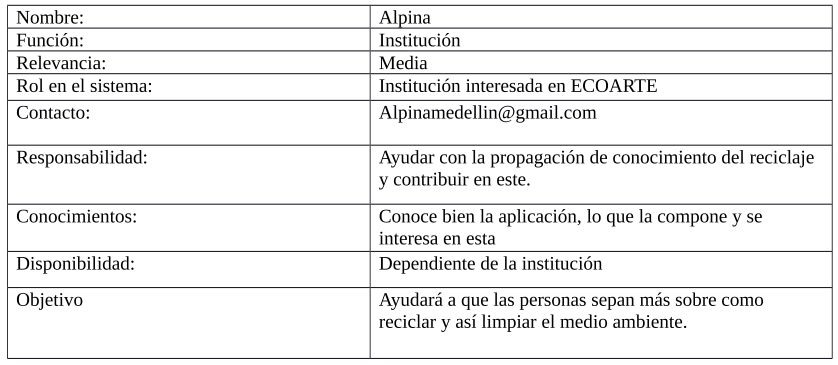 Nombre: Alpina
Función: Institución
Relevancia: Media
Rol en el sistema: Institución interesada en ECOARTE
Contacto: Alpinamedellin@gmail.com
Responsabilidad: Ayudar con la propagación de conocimiento del reciclaje
y contribuir en este.
Conocimientos: Conoce bien la aplicación, lo que la compone y se
interesa en esta
Disponibilidad: Dependiente de la institución
Objetivo Ayudará a que las personas sepan más sobre como
reciclar y así limpiar el medio ambiente.